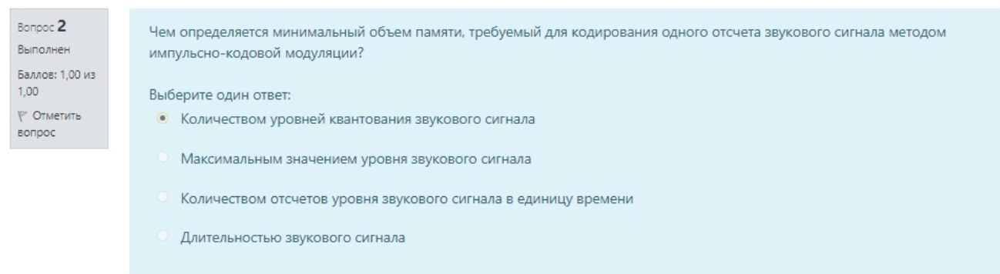 Вопрос 2
Выполнен
Баллов: 1,00 из
1,00
Отметить
вопрос
Чем определяется минимальный объем памяти, требуемый для кодирования одного отсчета звукового сигнала методом
импульсно-кодовой модуляции?
Выберите один ответ:
Количеством уровней квантования звукового сигнала
Максимальным значением уровня звукового сигнала
Количеством отсчетов уровня звукового сигнала в единицу времени
Длительностью звукового сигнала